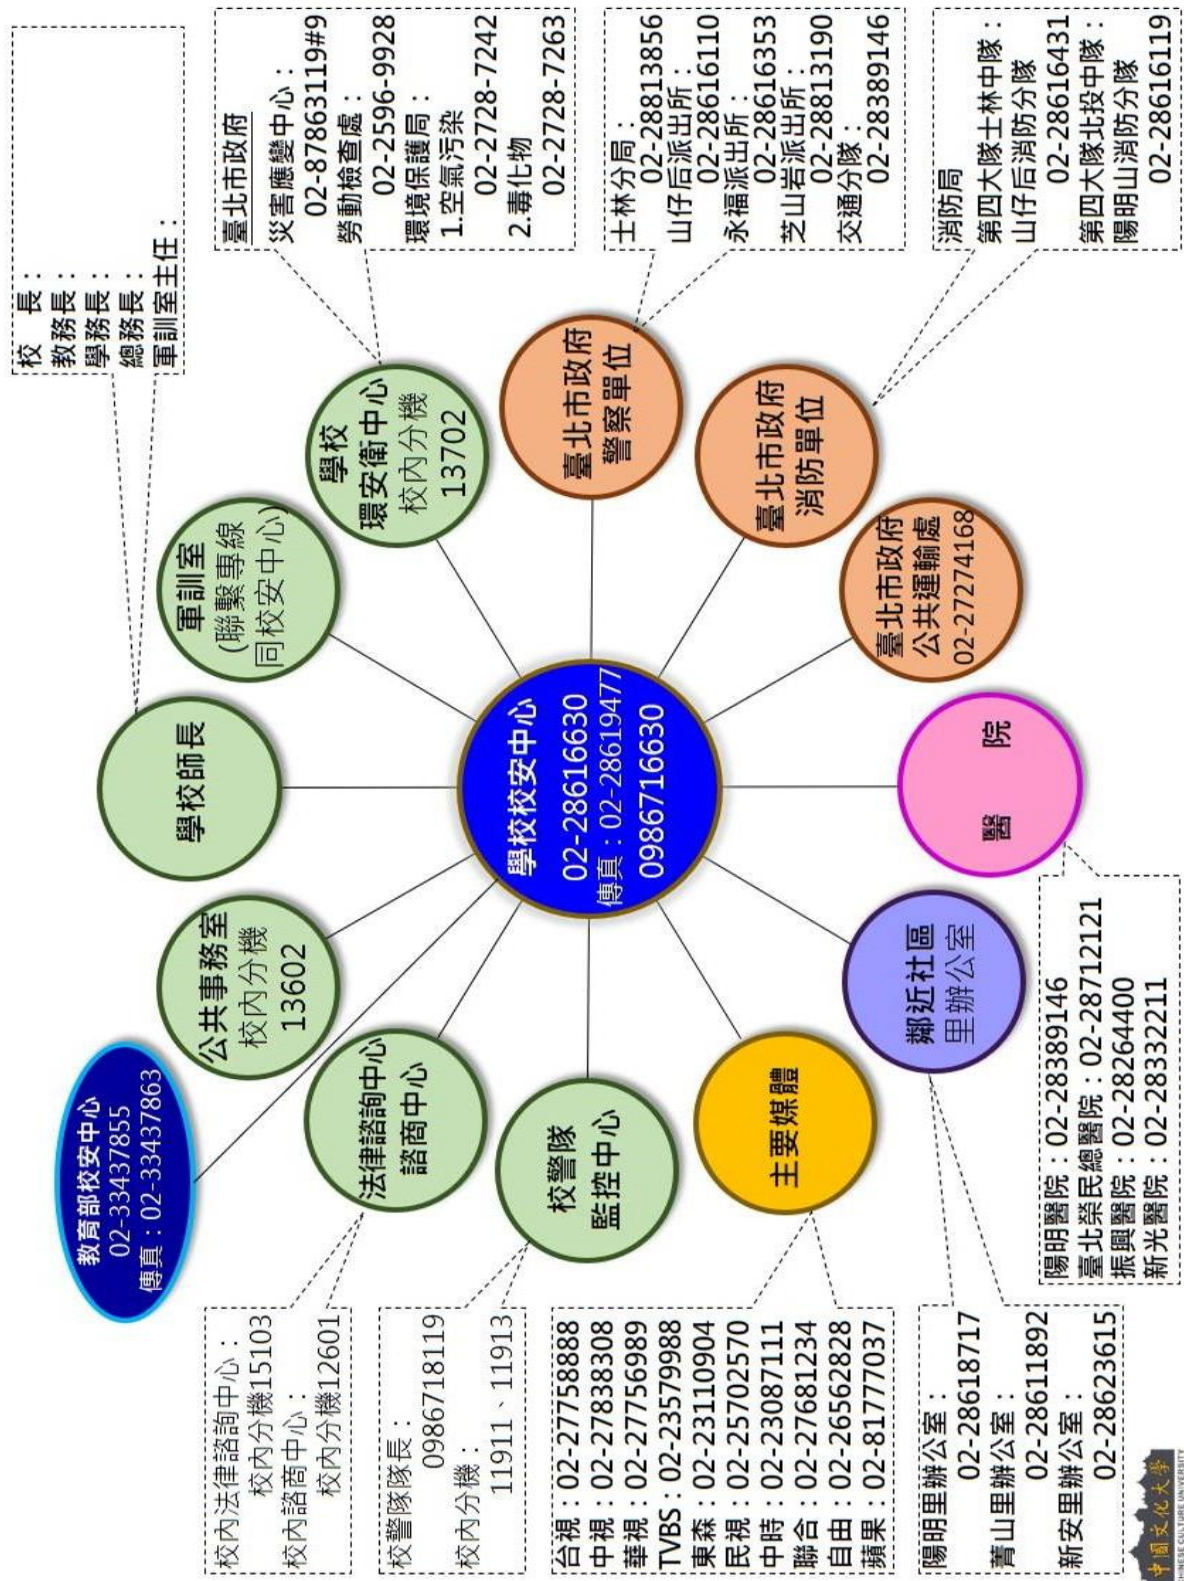 校　長：
教務長：
學務長：
總務長：
軍訓室主任：
臺北市政府
災害應變中心：
02-87863119#9
勞動檢查處：
02-2596-9928
環境保護局：
1.空氣污染
02-2728-7242
2.毒化物
02-2728-7263
士林分局：
02-28813856
山仔后派出所：
02-28616110
永福派出所：
02-28616353
芝山岩派出所：
02-28813190
交通分隊：
02-28389146
消防局
第四大隊士林中隊：
山仔后消防分隊
02-28616431
第四大隊北投中隊：
陽明山消防分隊
02-28616119
學校師長
軍訓室
(聯繫專線
同校安中心)
學校
環安衛中心
校內分機
13702
臺北市政府
警察單位
臺北市政府
消防單位
臺北市政府
公共運輸處
02-27274168
學校校安中心
02-28616630
傳真：02-28619477
0986716630
醫　院
教育部校安中心
02-33437855
傳真：02-33437863
公共事務室
校內分機
13602
法律諮詢中心
諮商中心
校警隊
監控中心
主要媒體
鄰近社區
里辦公室
校內法律諮詢中心：
校內分機15103
校內諮商中心：
校內分機12601
校警隊隊長：
0986718119
校內分機：
11911、11913
台視：02-27758888
中視：02-27838308
華視：02-27756989
TVBS：02-23579988
東森：02-23110904
民視：02-25702570
中時：02-23087111
聯合：02-27681234
自由：02-26562828
蘋果：02-817777037
陽明里辦公室：
02-28618717
菁山里辦公室：
02-28611892
新安里辦公室：
02-28623615
陽明醫院：02-28389146
臺北榮民總醫院：02-28712121
振興醫院：02-28264400
新光醫院：02-28332211
中國文化大學
CHINESE CULTURE UNIVERSITY